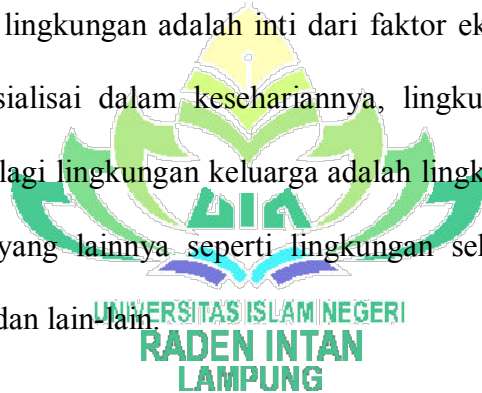 lingkungan adalah inti dari faktor ek
sialisai dalam kesehariannya, lingku
lagi lingkungan keluarga adalah lingk
yang lainnya seperti lingkungan sel
dan lain-lain.
UIN
UNIVERSITAS ISLAM NEGERI
RADEN INTAN
LAMPUNG